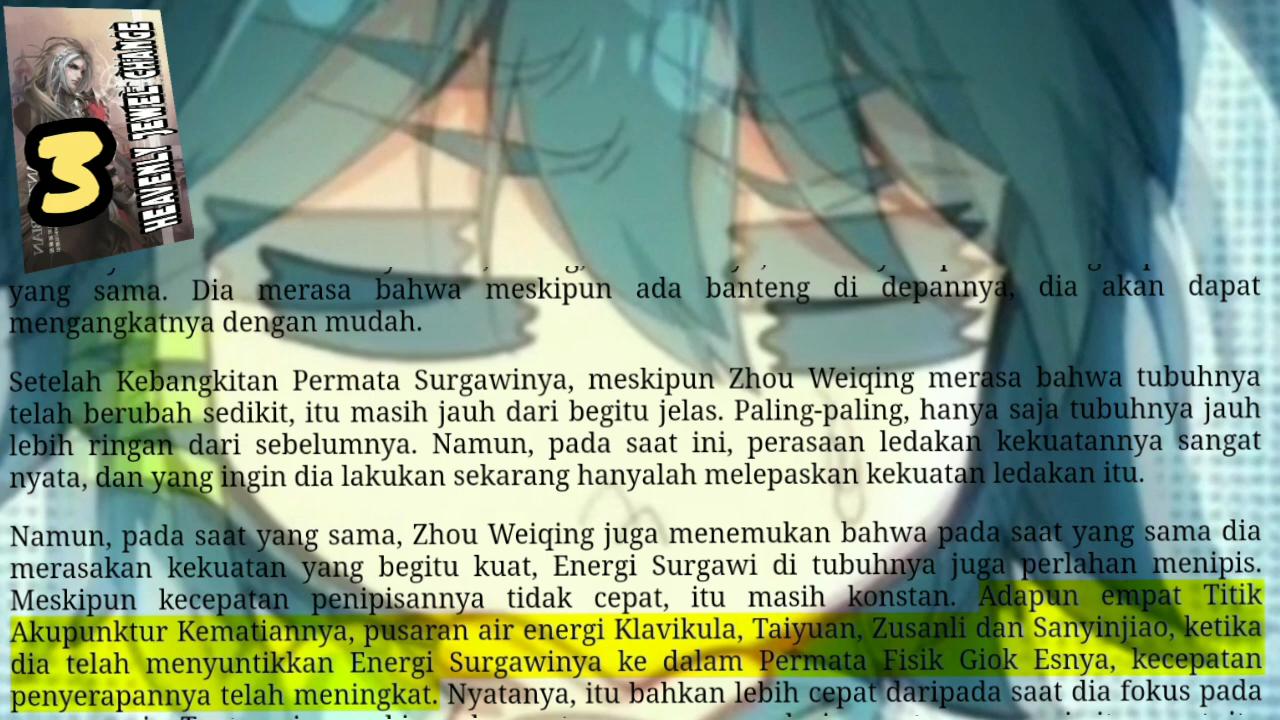 HEAVENLY JEWEL CHANGE
3
yang sama. Dia merasa bahwa meskipun ada banteng di depannya, dia akan dapat
mengangkatnya dengan mudah.
Setelah Kebangkitan Permata Surgawinya, meskipun Zhou Weiqing merasa bahwa tubuhnya
telah berubah sedikit, itu masih jauh dari begitu jelas. Paling-paling, hanya saja tubuhnya jauh
lebih ringan dari sebelumnya. Namun, pada saat ini, perasaan ledakan kekuatannya sangat
nyata, dan yang ingin dia lakukan sekarang hanyalah melepaskan kekuatan ledakan itu.
Namun, pada saat yang sama, Zhou Weiqing juga menemukan bahwa pada saat yang sama dia
merasakan kekuatan yang begitu kuat, Energi Surgawi di tubuhnya juga perlahan menipis.
Meskipun kecepatan penipisannya tidak cepat, itu masih konstan. Adapun empat Titik
Akupunktur Kematiannya, pusaran air energi Klavikula, Taiyuan, Zusanli dan Sanyinjiao, ketika
dia telah menyuntikkan Energi Surgawinya ke dalam Permata Fisik Giok Esnya, kecepatan
penyerapannya telah meningkat. Nyatanya, itu bahkan lebih cepat daripada saat dia fokus pada